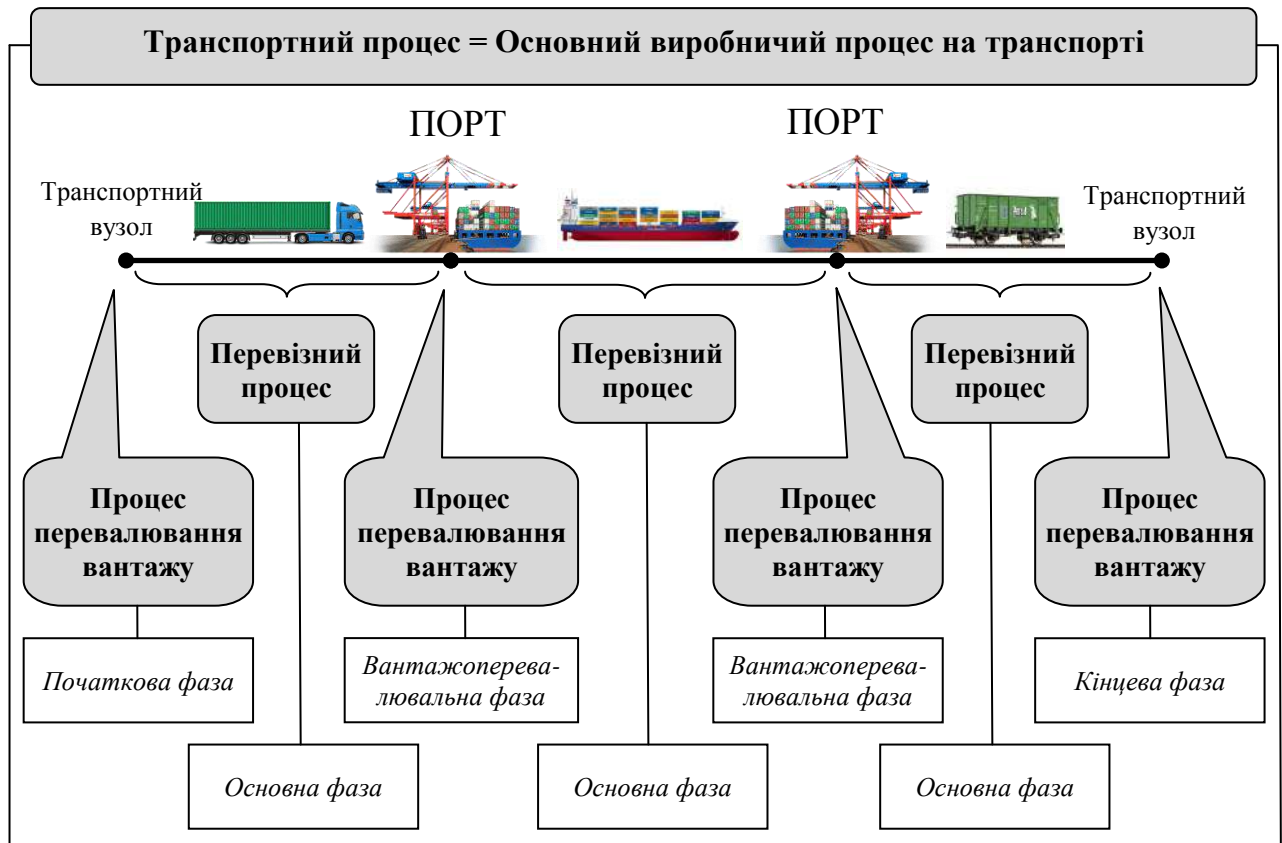 Транспортний процес = Основний виробничий процес на транспорті
ПОРТ
ПОРТ
Транспортний
вузол
Транспортний
вузол
Перевізний
процес
Перевізний
процес
Перевізний
процес
Процес
перевалювання
вантажу
Процес
перевалювання
вантажу
Процес
перевалювання
вантажу
Процес
перевалювання
вантажу
Початкова фаза
Вантажоперева-
лювальна фаза
Вантажоперева-
лювальна фаза
Кінцева фаза
Основна фаза
Основна фаза
Основна фаза